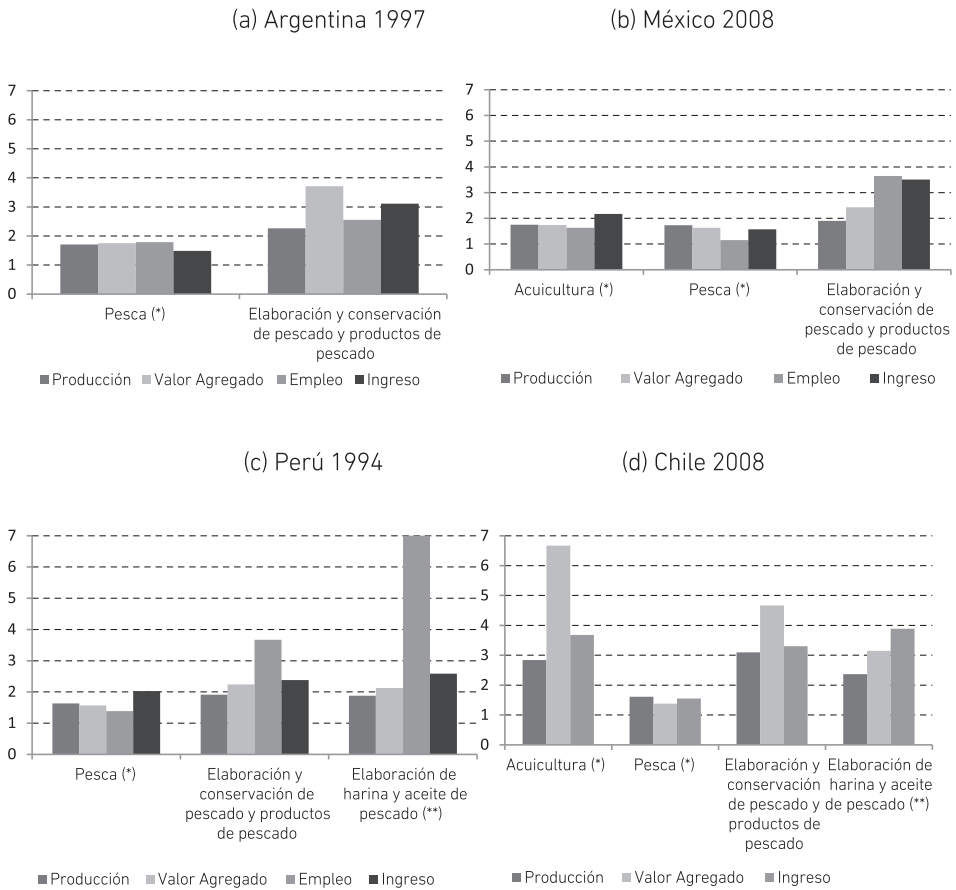 (a) Argentina 1997
7
6
5
4
3
2
1
0
Pesca (*)
Elaboración y conservación
de pescado y productos de
pescado
Producción Valor Agregado Empleo Ingreso
(b) México 2008
7
6
5
4
3
2
1
0
Acuicultura (*)
Pesca (*)
Elaboración y
conservación de
pescado y productos
de pescado
Producción Valor Agregado Empleo Ingreso
(c) Perú 1994
7
6
5
4
3
2
1
0
Pesca (*)
Elaboración y
conservación de
pescado y productos
de pescado
Elaboración de
harina y aceite de
pescado (**)
Producción Valor Agregado Empleo Ingreso
(d) Chile 2008
7
6
5
4
3
2
1
0
Acuicultura (*)
Pesca (*)
Elaboración y
conservación
de pescado y
productos de
pescado
Elaboración de
harina y aceite
de pescado (**)
Producción Valor Agregado Ingreso